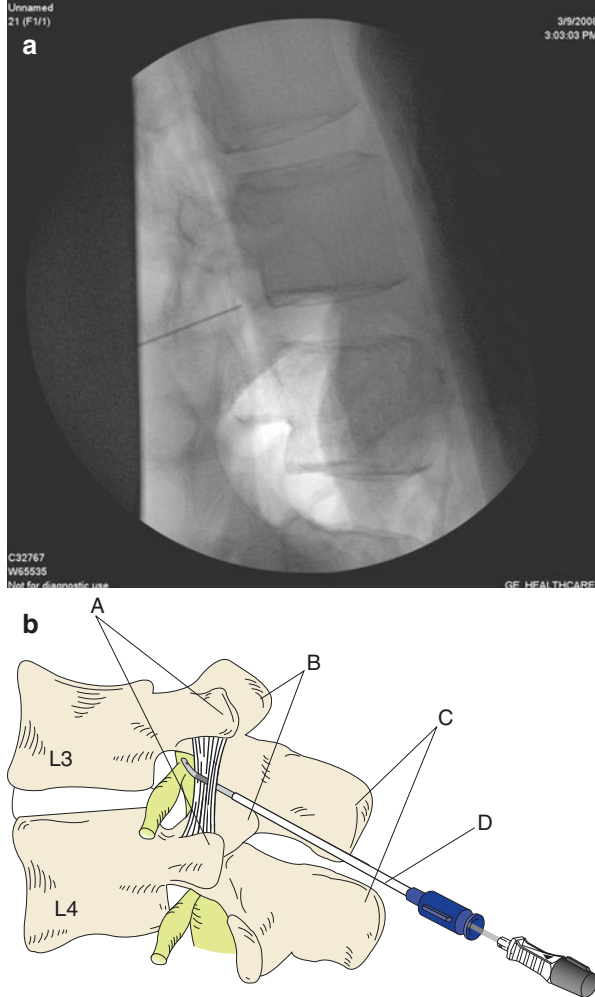 Unnamed
21 (F1/1)
3/9/2008
3:03:03 PM
a
C32767
W65535
Not for diagnostic use
GE HEALTHCARE
b
A
B
C
D
L3
L4